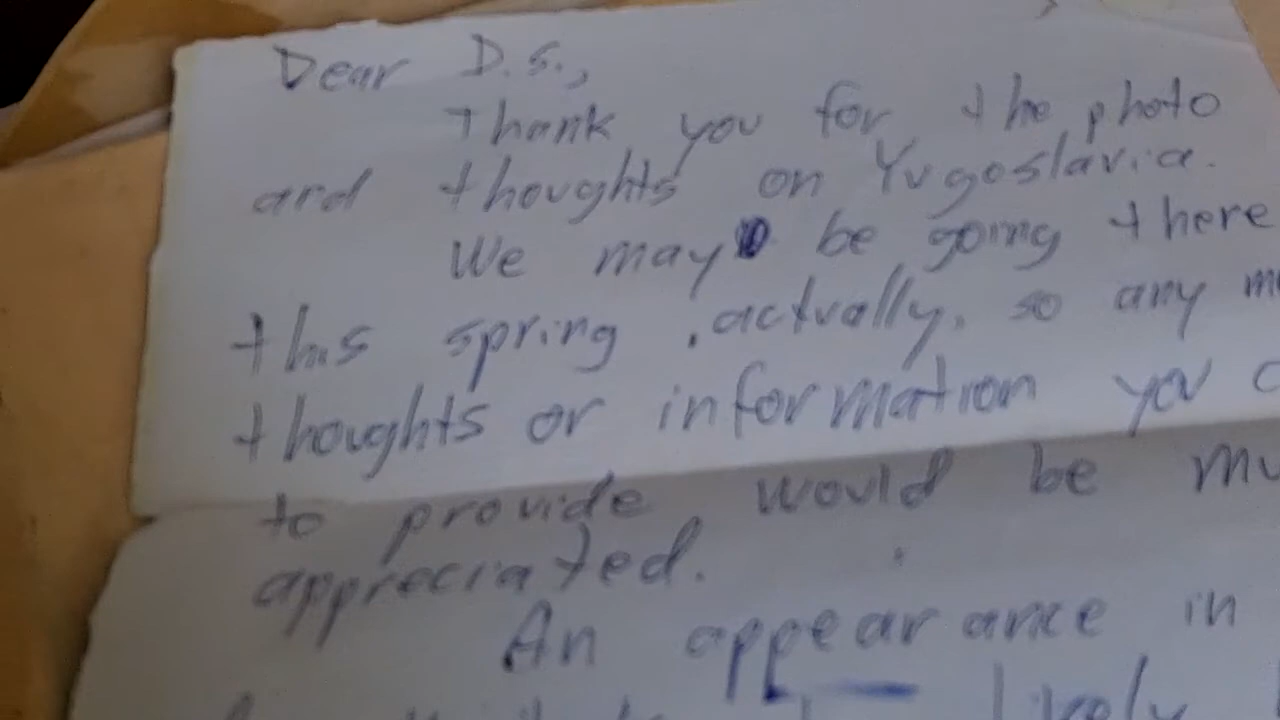 Dear D.S.,
Thank you for the photo
and thoughts on Yugoslavia.
We may be going there
this spring, actually, so any
thoughts or information you
to provide would be
appreciated.
An appearance in
likely